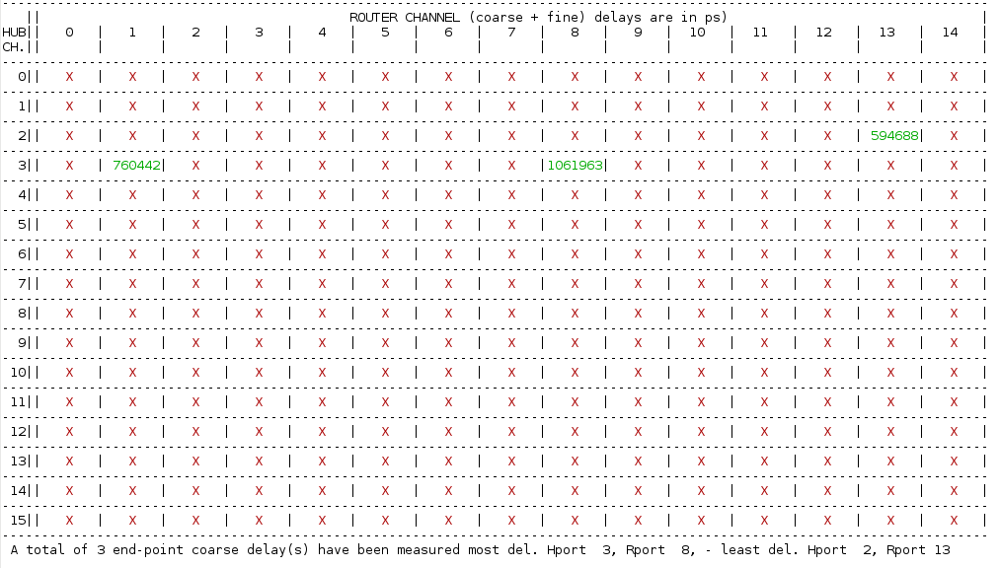 || ROUTER CHANNEL (coarse + fine) delays are in ps) |
HUB|| 0 | 1 | 2 | 3 | 4 | 5 | 6 | 7 | 8 | 9 | 10 | 11 | 12 | 13 | 14 |
CH.|| | | | | | | | | | | | | | | |
0|| X | X | X | X | X | X | X | X | X | X | X | X | X | X | X |
1|| X | X | X | X | X | X | X | X | X | X | X | X | X | X | X |
2|| X | X | X | X | X | X | X | X | X | X | X | X | X | 594688| X |
3|| X | 760442| X | X | X | X | X | X |1061963| X | X | X | X | X | X |
4|| X | X | X | X | X | X | X | X | X | X | X | X | X | X | X |
5|| X | X | X | X | X | X | X | X | X | X | X | X | X | X | X |
6|| X | X | X | X | X | X | X | X | X | X | X | X | X | X | X |
7|| X | X | X | X | X | X | X | X | X | X | X | X | X | X | X |
8|| X | X | X | X | X | X | X | X | X | X | X | X | X | X | X |
9|| X | X | X | X | X | X | X | X | X | X | X | X | X | X | X |
10|| X | X | X | X | X | X | X | X | X | X | X | X | X | X | X |
11|| X | X | X | X | X | X | X | X | X | X | X | X | X | X | X |
12|| X | X | X | X | X | X | X | X | X | X | X | X | X | X | X |
13|| X | X | X | X | X | X | X | X | X | X | X | X | X | X | X |
14|| X | X | X | X | X | X | X | X | X | X | X | X | X | X | X |
15|| X | X | X | X | X | X | X | X | X | X | X | X | X | X | X |
A total of 3 end-point coarse delay(s) have been measured most del. Hport 3, Rport 8, - least del. Hport 2, Rport 13